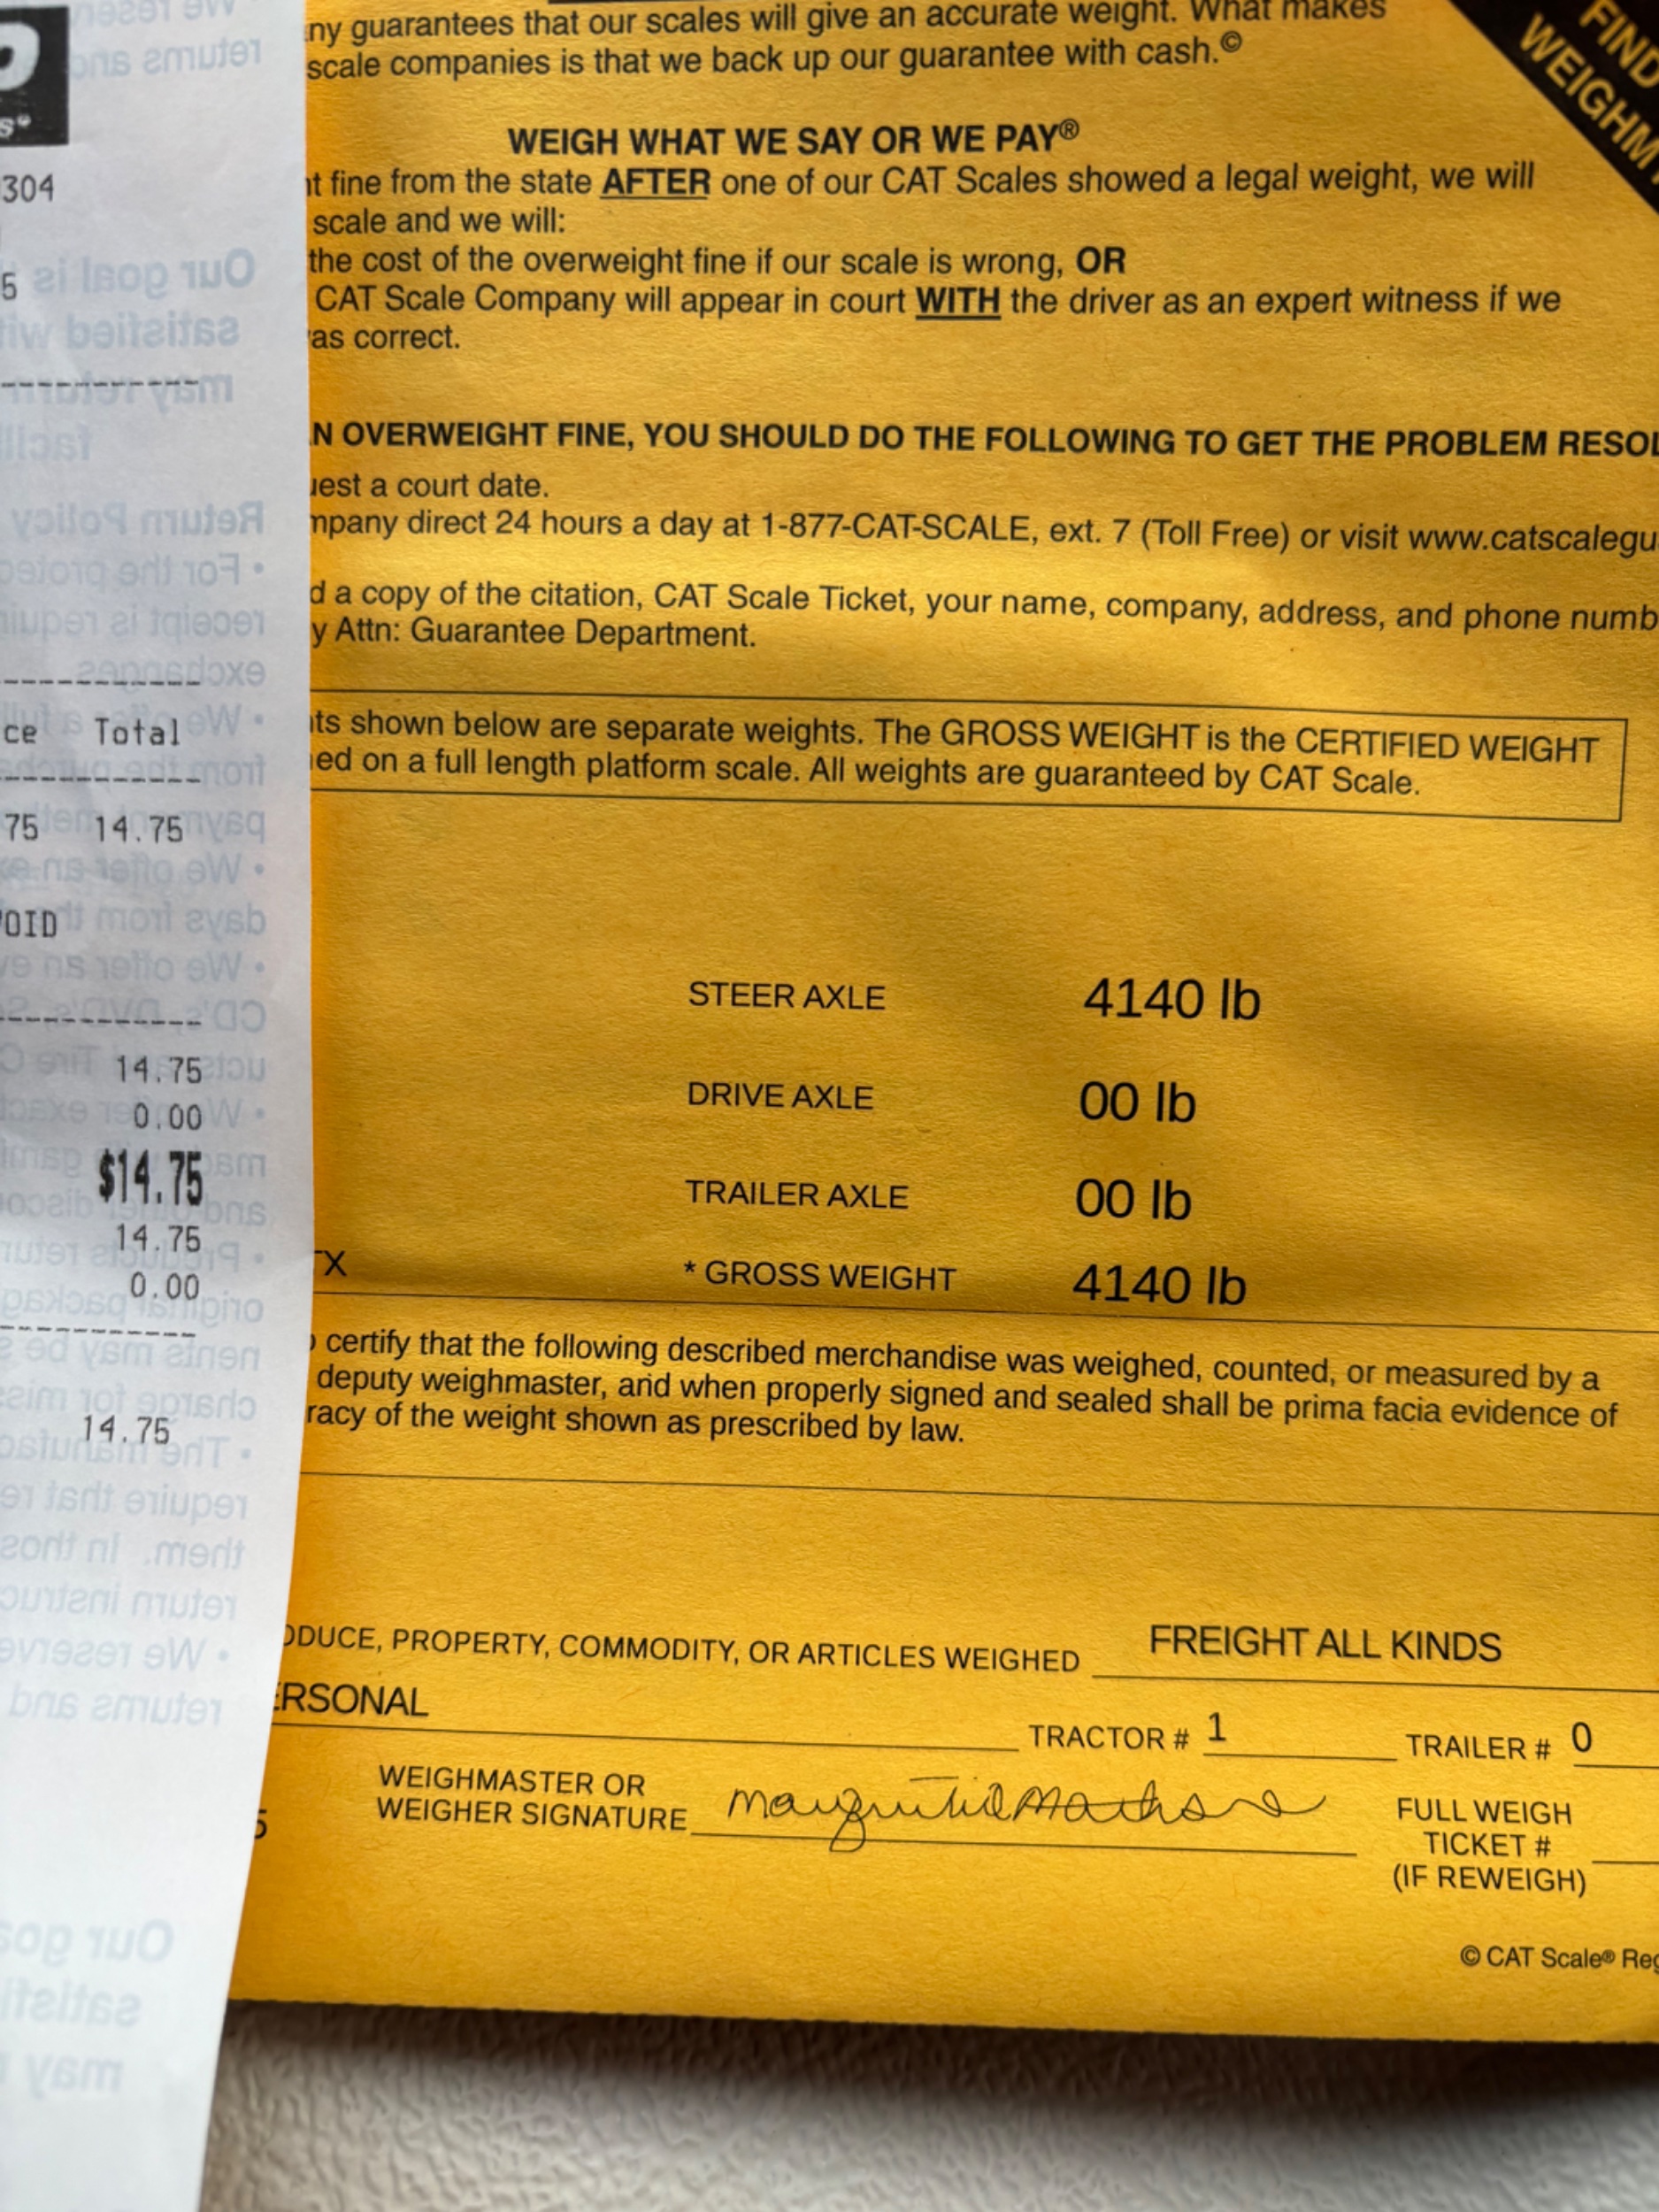 304
5
ce Total
75 14.75
OID
14.75
0.00
$14.75
14.75
0.00
14.75
ny guarantees that our scales will give an accurate weight. What makes
scale companies is that we back up our guarantee with cash.©
FIND
WEIGHM
WEIGH WHAT WE SAY OR WE PAY®
t fine from the state AFTER one of our CAT Scales showed a legal weight, we will
scale and we will:
the cost of the overweight fine if our scale is wrong, OR
CAT Scale Company will appear in court WITH the driver as an expert witness if we
as correct.
N OVERWEIGHT FINE, YOU SHOULD DO THE FOLLOWING TO GET THE PROBLEM RESOL
uest a court date.
mpany direct 24 hours a day at 1-877-CAT-SCALE, ext. 7 (Toll Free) or visit www.catscalegu
d a copy of the citation, CAT Scale Ticket, your name, company, address, and phone numb
y Attn: Guarantee Department.
ts shown below are separate weights. The GROSS WEIGHT is the CERTIFIED WEIGHT
ed on a full length platform scale. All weights are guaranteed by CAT Scale.
STEER AXLE 4140 lb
DRIVE AXLE 00 lb
TRAILER AXLE 00 lb
TX * GROSS WEIGHT 4140 lb
certify that the following described merchandise was weighed, counted, or measured by a
deputy weighmaster, and when properly signed and sealed shall be prima facia evidence of
racy of the weight shown as prescribed by law.
ODUCE, PROPERTY, COMMODITY, OR ARTICLES WEIGHED FREIGHT ALL KINDS
ERSONAL
TRACTOR # 1 TRAILER # 0
WEIGHMASTER OR
WEIGHER SIGNATURE
FULL WEIGH
TICKET #
(IF REWEIGH)
5
© CAT Scale® Reg